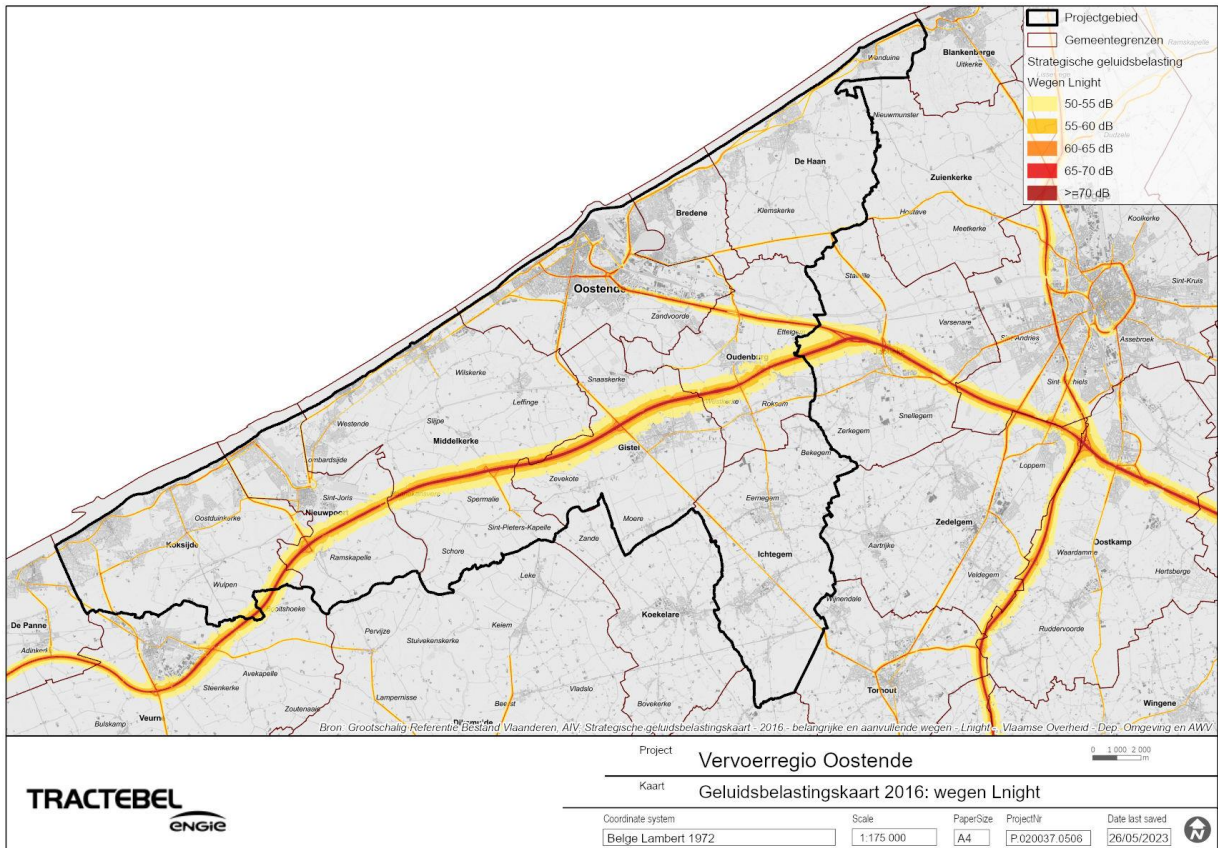 Projectgebied
Gemeentegrenzen
Strategische geluidsbelasting
Wegen Lnight
50-55 dB
55-60 dB
60-65 dB
65-70 dB
>=70 dB
Ramskapelle
Dudzele
Blankenberge
Uitkerke
Wenduine
Nieuwmunster
De Haan
Zuienkerke
Bredene
Klemskerke
Houtave
Meetkerke
Koolkerke
Oostende
Stalhille
Sint-Kruis
Zandvoorde
Varsenare
Assebroek
Oudenburg
Snaaskerke
Wilskerke
Leffinge
Roksem
Westende
Slijpe
Snellegem
Middelkerke
Zerkegem
Gistel
Bekegem
Lombardsijde
Loppem
Sint-Joris
Zevekote
Nieuwpoort
Spermalie
Eernegem
Oostduinkerke
Sint-Pieters-Kapelle
Moere
Zedelgem
Koksijde
Zande
Oostkamp
Ramskapelle
Schore
Ichtegem
Aartrijke
Waardamme
Wulpen
Leke
Veldegem
Hertsberge
Wijnendale
De Panne
Koekelare
Keiem
Pervijze
Stuivekenskerke
Ruddervoorde
Adinkerke
Avekapelle
Steenkerke
Vladslo
Torhout
Lampernisse
Beerst
Bovekerke
Wingene
Zoutenaaie
Veurne
Bulskamp
Diksmuide
Bron: Grootschalig Referentie Bestand Vlaanderen, AIV; Strategische geluidsbelastingkaart - 2016 - belangrijke en aanvullende wegen - Lnight - Vlaamse Overheid - Dep. Omgeving en AWV
Project Vervoerregio Oostende
0 1 000 2 000
m
Kaart Geluidsbelastingskaart 2016: wegen Lnight
TRACTEBEL
ENGIE
Coordinate system Scale PaperSize ProjectNr Date last saved
Belge Lambert 1972 1:175 000 A4 P.020037.0506 26/05/2023
N